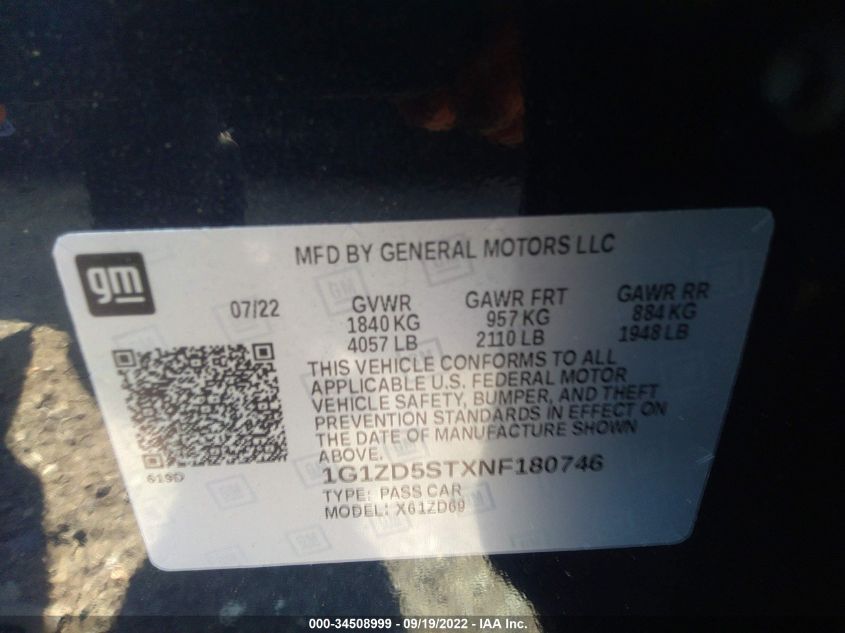 MFD BY GENERAL MOTORS LLC
gm
07/22
GVWR
1840 KG
4057 LB
GAWR FRT
957 KG
2110 LB
GAWR RR
884 KG
1948 LB
THIS VEHICLE CONFORMS TO ALL
APPLICABLE U.S. FEDERAL MOTOR
VEHICLE SAFETY, BUMPER, AND THEFT
PREVENTION STANDARDS IN EFFECT ON
THE DATE OF MANUFACTURE SHOWN
ABOVE.
619D
1G1ZD5STXNF180746
TYPE: PASS CAR
MODEL: X61ZD69
000-34508999 - 09/19/2022 - IAA Inc.